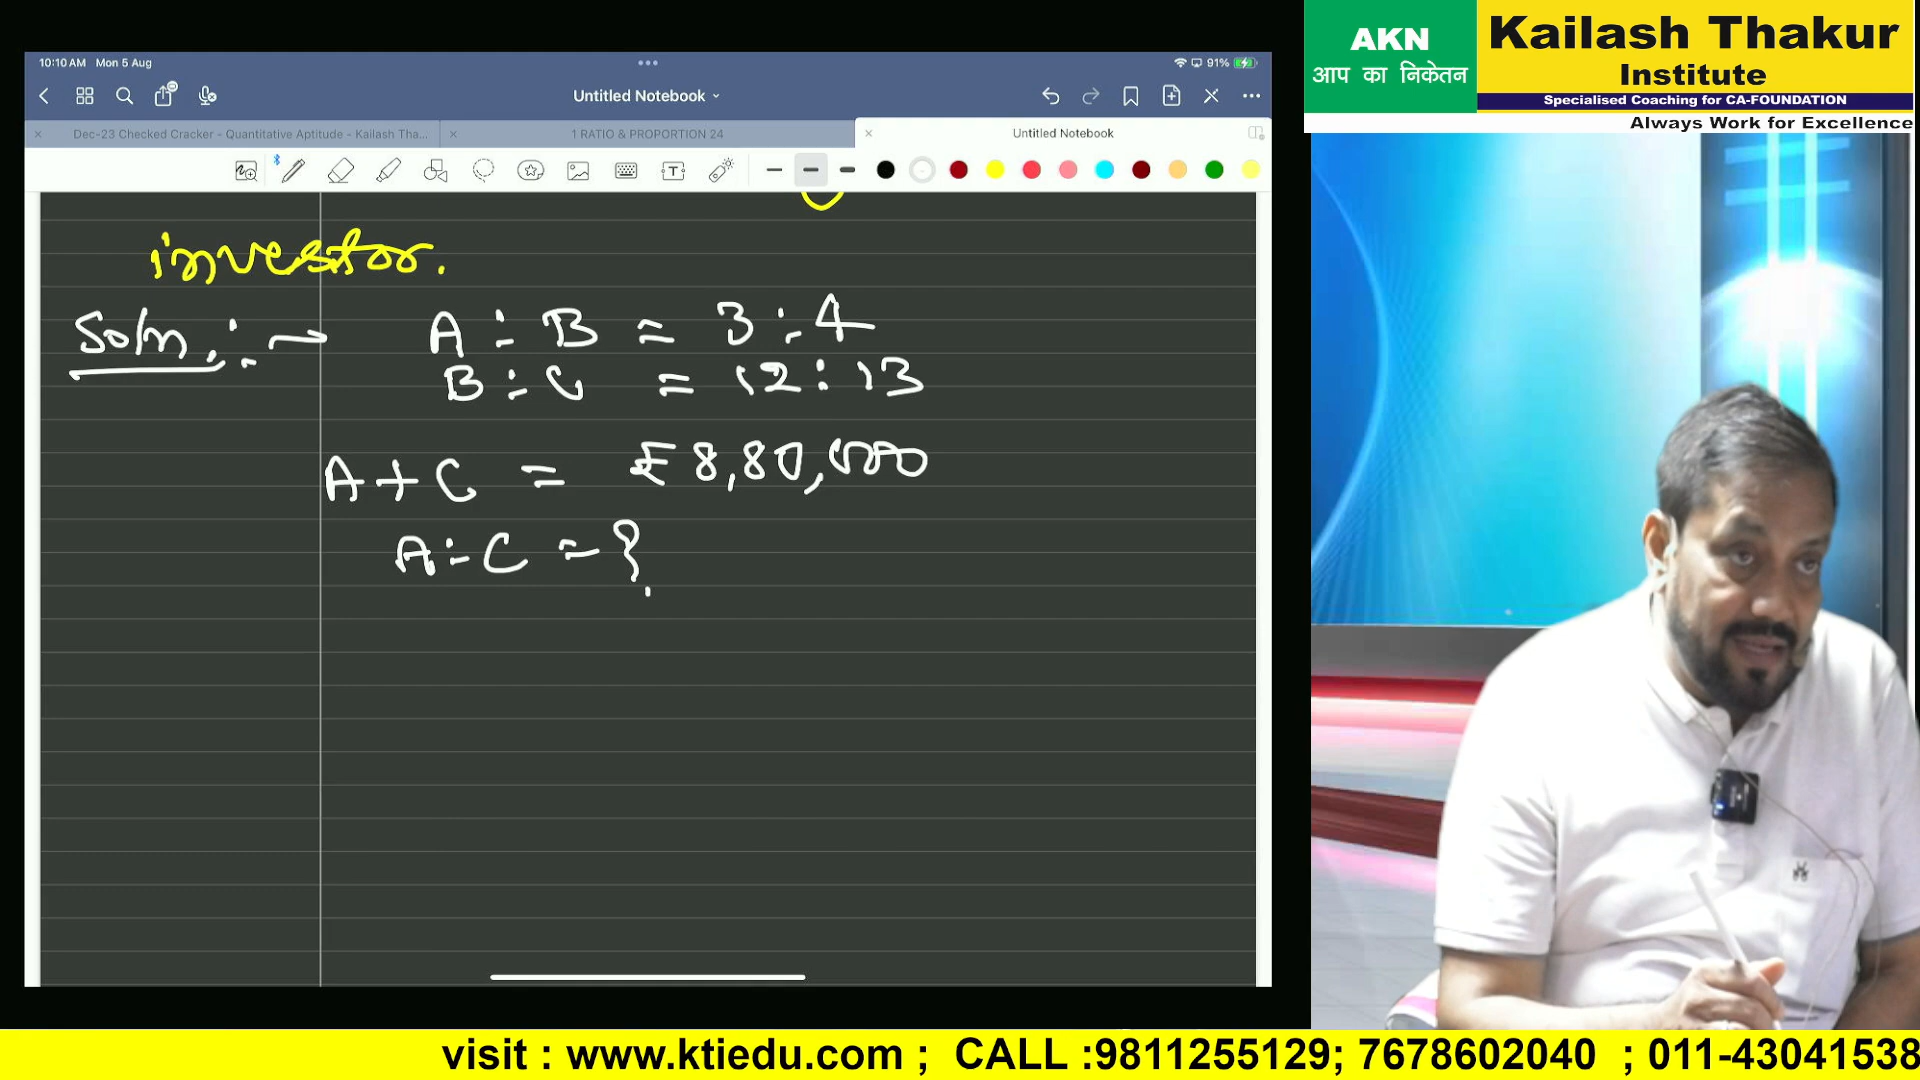 AKN
आप का निकेतन
Kailash Thakur
Institute
Specialised Coaching for CA-FOUNDATION
Always Work for Excellence
10:10 AM Mon 5 Aug
91%
Untitled Notebook
Dec-23 Checked Cracker - Quantitative Aptitude - Kailash Tha...
1 RATIO & PROPORTION 24
Untitled Notebook
investor.
Soln. :→ A : B = 3 : 4
B : C = 12 : 13
A + C = ₹ 8,80,000
A : C = ?
visit : www.ktiedu.com ; CALL :9811255129; 7678602040 ; 011-43041538